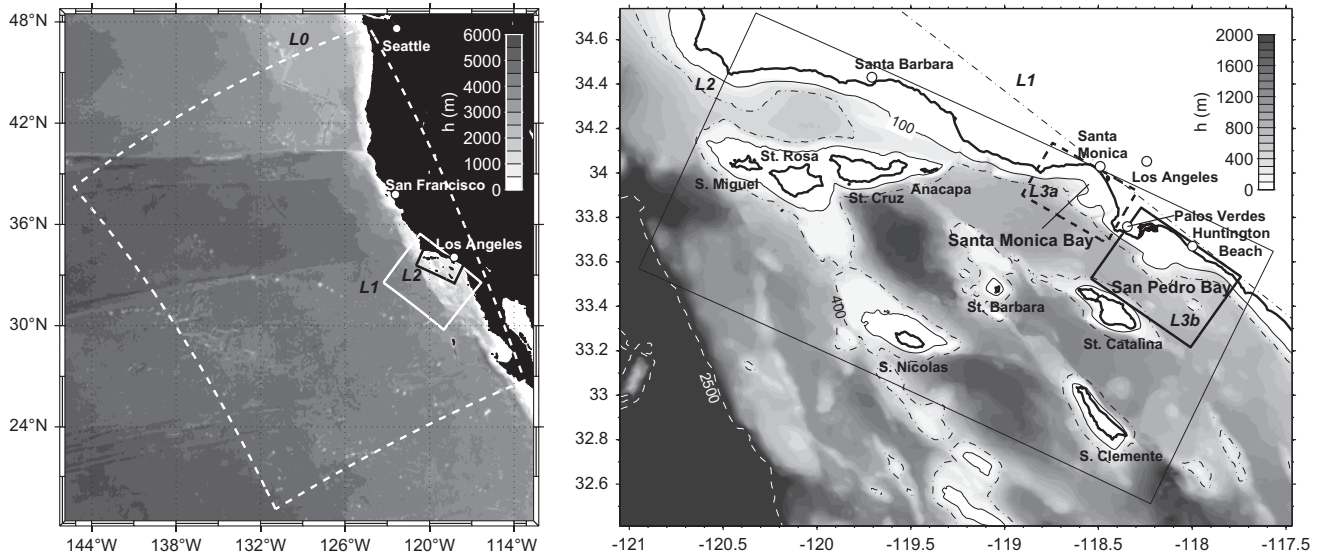 48°N
42°N
36°N
30°N
24°N
144°W
138°W
132°W
126°W
120°W
114°W
L0
Seattle
6000
5000
4000
3000
2000
1000
0
h (m)
San Francisco
Los Angeles
L1
L2
34.6
34.4
34.2
34
33.8
33.6
33.4
33.2
33
32.8
32.6
-121
-120.5
-120
-119.5
-119
-118.5
-118
-117.5
2000
1600
1200
800
400
0
h (m)
L2
Santa Barbara
L1
100
Santa
Monica
Los Angeles
St. Rosa
S. Miguel
St. Cruz
Anacapa
L3a
Santa Monica Bay
Palos Verdes
Huntington
Beach
San Pedro Bay
L3b
St. Barbara
St. Catalina
400
S. Nicolas
2500
S. Clemente